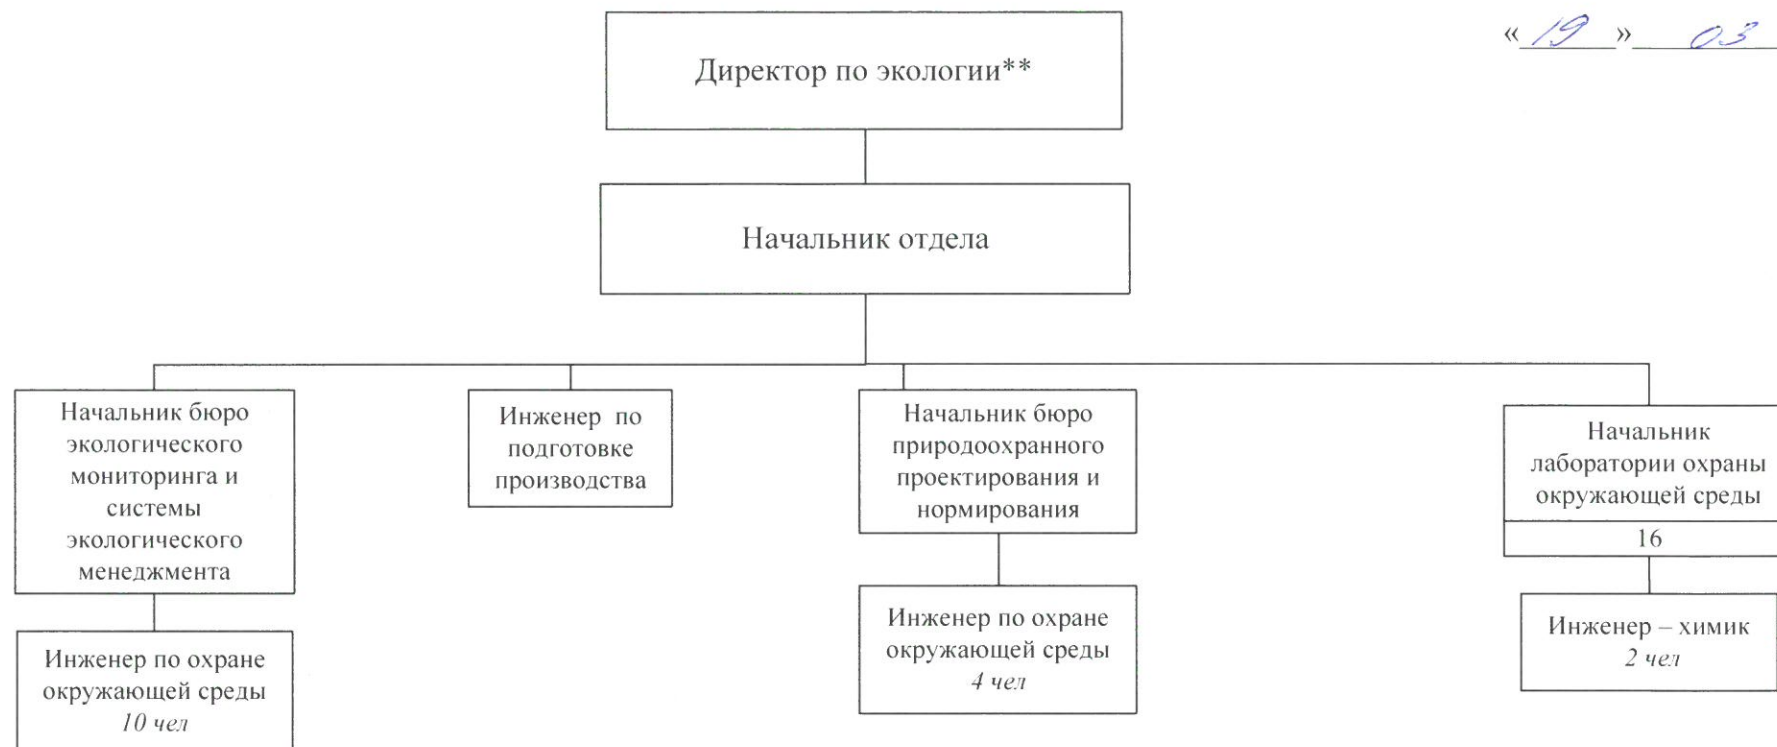 «19» 03
Директор по экологии**
Начальник отдела
Начальник бюро
экологического
мониторинга и
системы
экологического
менеджмента
Инженер по
подготовке
производства
Начальник бюро
природоохранного
проектирования и
нормирования
Начальник
лаборатории охраны
окружающей среды
16
Инженер по охране
окружающей среды
10 чел
Инженер по охране
окружающей среды
4 чел
Инженер – химик
2 чел